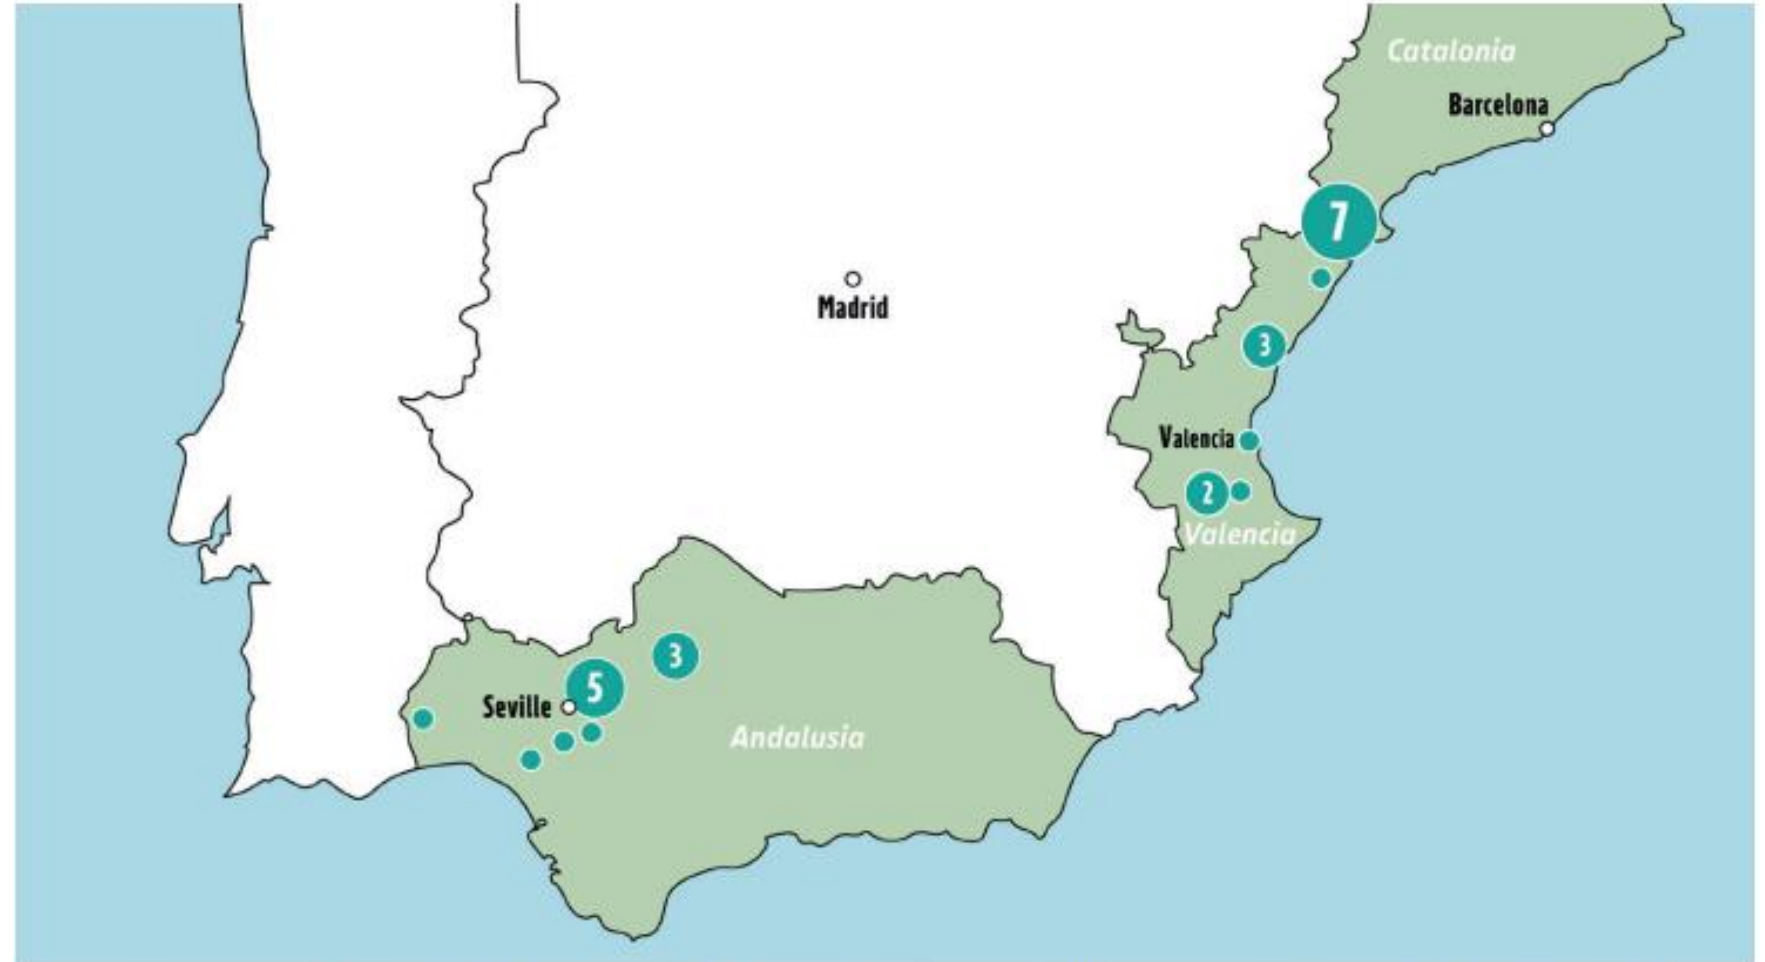 Catalonia
Barcelona
7
Madrid
3
Valencia
2
Valencia
3
5
Seville
Andalusia